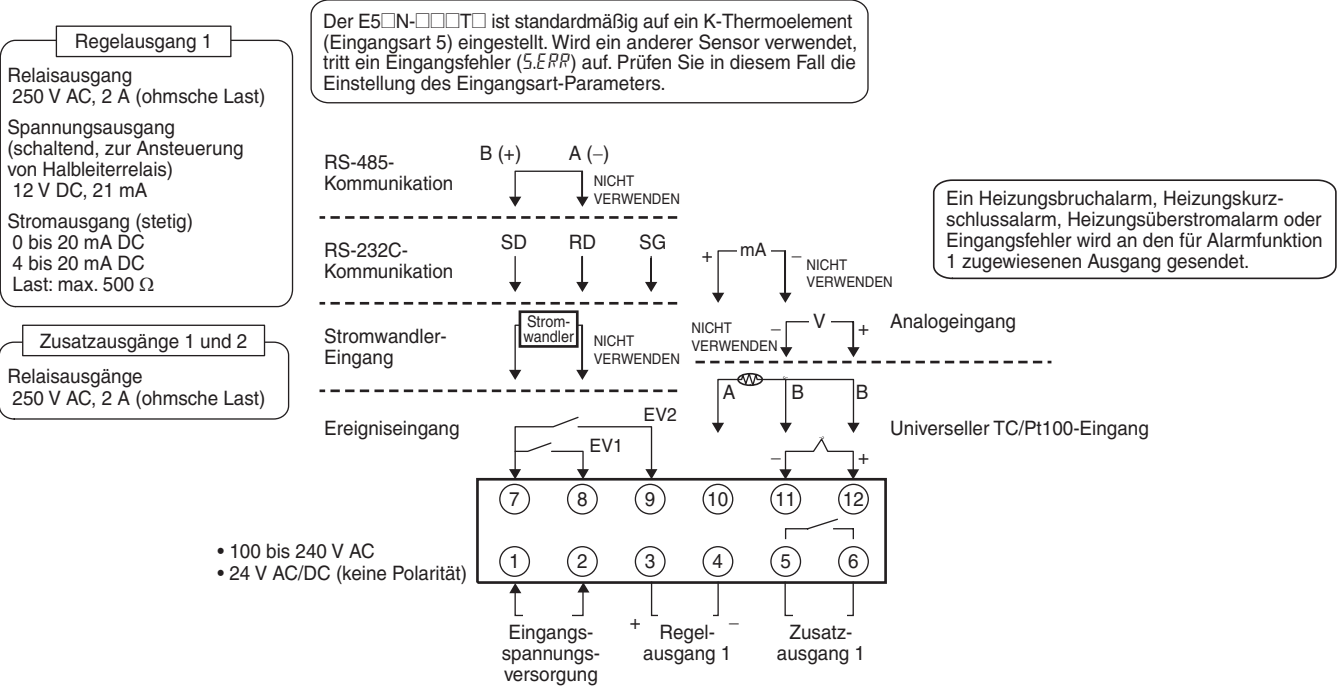 Regelausgang 1
Relaisausgang
250 V AC, 2 A (ohmsche Last)
Spannungsausgang
(schaltend, zur Ansteuerung
von Halbleiterrelais)
12 V DC, 21 mA
Stromausgang (stetig)
0 bis 20 mA DC
4 bis 20 mA DC
Last: max. 500 Ω
Zusatzausgänge 1 und 2
Relaisausgänge
250 V AC, 2 A (ohmsche Last)
Der E5□N-□□□T□ ist standardmäßig auf ein K-Thermoelement
(Eingangsart 5) eingestellt. Wird ein anderer Sensor verwendet,
tritt ein Eingangsfehler (S.ERR) auf. Prüfen Sie in diesem Fall die
Einstellung des Eingangsart-Parameters.
Ein Heizungsbruchalarm, Heizungskurz-
schlussalarm, Heizungsüberstromalarm oder
Eingangsfehler wird an den für Alarmfunktion
1 zugewiesenen Ausgang gesendet.
RS-485-
Kommunikation
B (+) A (–)
NICHT
VERWENDEN
RS-232C-
Kommunikation
SD RD SG
+ mA –
NICHT
VERWENDEN
Stromwandler-
Eingang
Strom-
wandler
NICHT
VERWENDEN
NICHT
VERWENDEN
– V +
Analogeingang
A B B
Ereigniseingang
EV2
EV1
Universeller TC/Pt100-Eingang
– +
7 8 9 10 11 12
1 2 3 4 5 6
• 100 bis 240 V AC
• 24 V AC/DC (keine Polarität)
Eingangs-
spannungs-
versorgung
+ Regel- –
ausgang 1
Zusatz-
ausgang 1